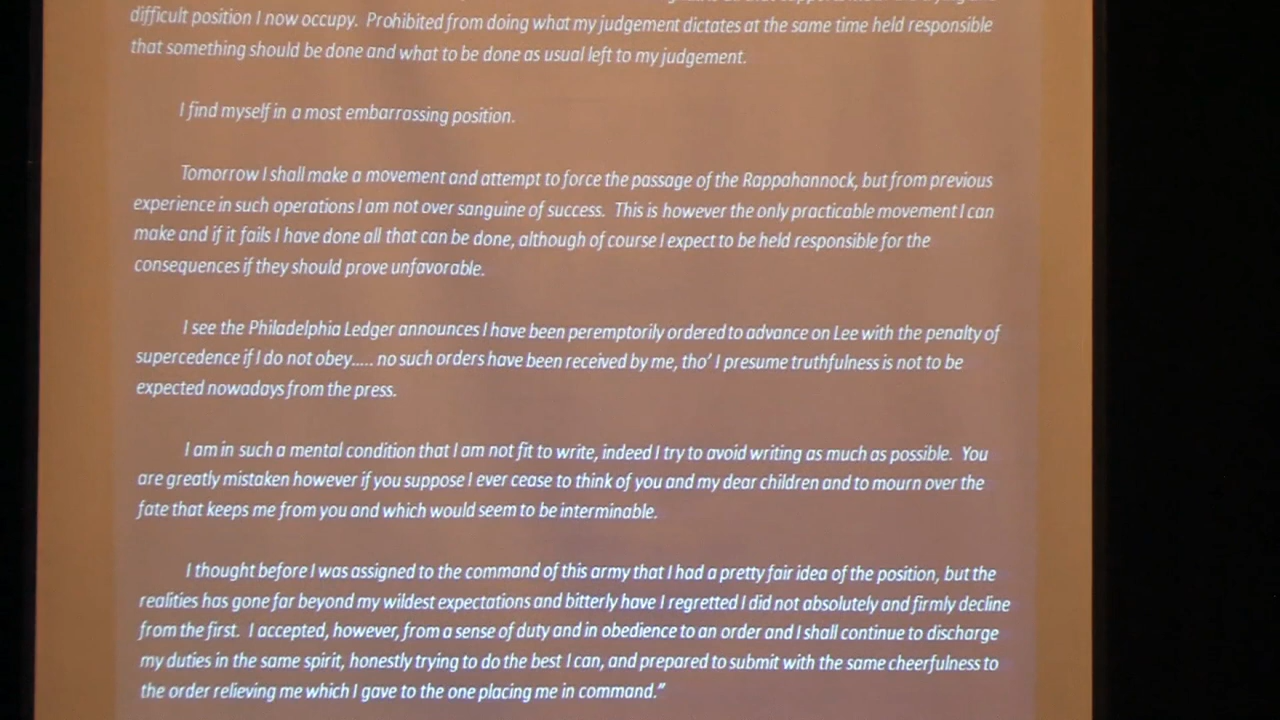 difficult position I now occupy. Prohibited from doing what my judgement dictates at the same time held responsible
that something should be done and what to be done as usual left to my judgement.
I find myself in a most embarrassing position.
Tomorrow I shall make a movement and attempt to force the passage of the Rappahannock, but from previous
experience in such operations I am not over sanguine of success. This is however the only practicable movement I can
make and if it fails I have done all that can be done, although of course I expect to be held responsible for the
consequences if they should prove unfavorable.
I see the Philadelphia Ledger announces I have been peremptorily ordered to advance on Lee with the penalty of
supercedence if I do not obey..... no such orders have been received by me, tho' I presume truthfulness is not to be
expected nowadays from the press.
I am in such a mental condition that I am not fit to write, indeed I try to avoid writing as much as possible. You
are greatly mistaken however if you suppose I ever cease to think of you and my dear children and to mourn over the
fate that keeps me from you and which would seem to be interminable.
I thought before I was assigned to the command of this army that I had a pretty fair idea of the position, but the
realities has gone far beyond my wildest expectations and bitterly have I regretted I did not absolutely and firmly decline
from the first. I accepted, however, from a sense of duty and in obedience to an order and I shall continue to discharge
my duties in the same spirit, honestly trying to do the best I can, and prepared to submit with the same cheerfulness to
the order relieving me which I gave to the one placing me in command."